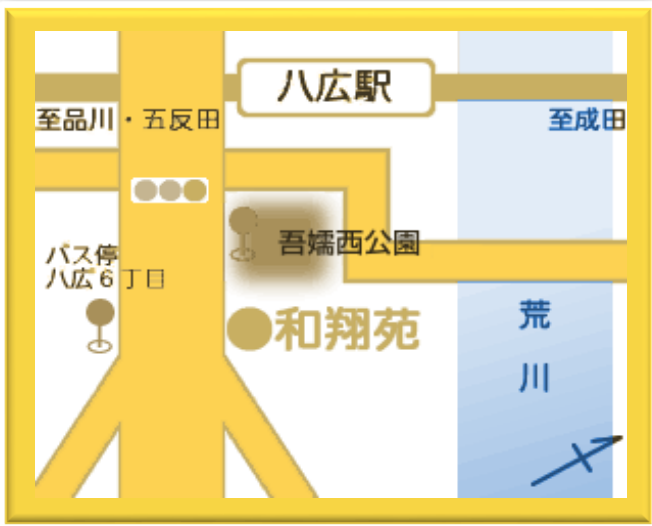 八広駅
至品川・五反田
至成田
吾嬬西公園
バス停
八広６丁目
和翔苑
荒
川